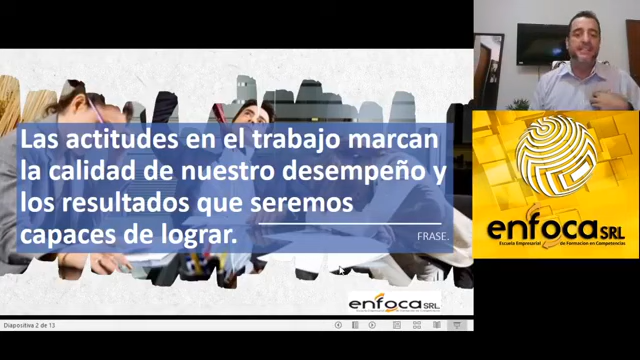 Las actitudes en el trabajo marcan
la calidad de nuestro desempeño y
los resultados que seremos
capaces de lograr.
FRASE.
enfoca SRL.
Diapositiva 2 de 13
enfoca SRL
Escuela Empresarial de Formacion en Competencias